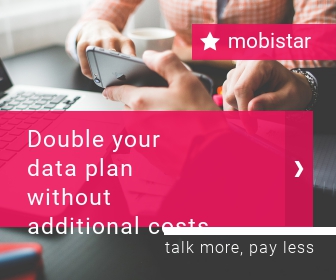 mobistar
Double your
data plan
without
additional costs
talk more, pay less